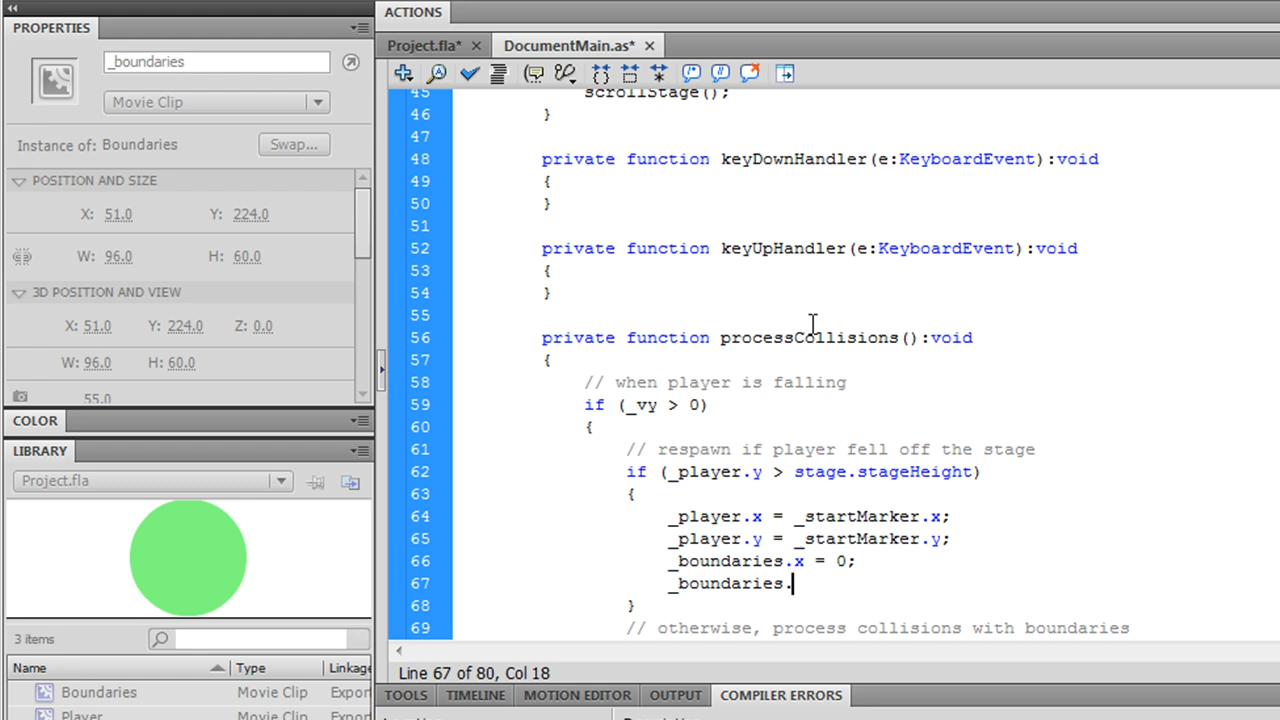 PROPERTIES
_boundaries
Movie Clip
Instance of: Boundaries
Swap...
POSITION AND SIZE
X: 51.0 Y: 224.0
W: 96.0 H: 60.0
3D POSITION AND VIEW
X: 51.0 Y: 224.0 Z: 0.0
W: 96.0 H: 60.0
55.0
COLOR
LIBRARY
Project.fla
3 items
Name Type Linkage
Boundaries Movie Clip Expor
Player Movie Clip Expor
ACTIONS
Project.fla* DocumentMain.as*
45 scrollStage();
46 }
47
48 private function keyDownHandler(e:KeyboardEvent):void
49 {
50 }
51
52 private function keyUpHandler(e:KeyboardEvent):void
53 {
54 }
55
56 private function processCollisions():void
57 {
58 // when player is falling
59 if (_vy > 0)
60 {
61 // respawn if player fell off the stage
62 if (_player.y > stage.stageHeight)
63 {
64 _player.x = _startMarker.x;
65 _player.y = _startMarker.y;
66 _boundaries.x = 0;
67 _boundaries.
68 }
69 // otherwise, process collisions with boundaries
Line 67 of 80, Col 18
TOOLS TIMELINE MOTION EDITOR OUTPUT COMPILER ERRORS